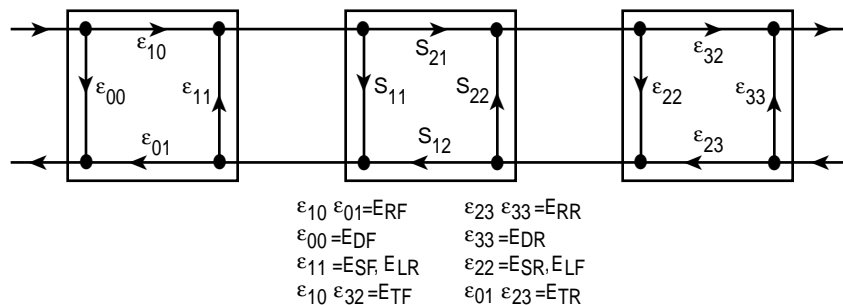 ε10 S21 ε32
ε00 ε11 S11 S22 ε22 ε33
ε01 S12 ε23
ε10 ε01=ERF ε23 ε33=ERR
ε00=EDF ε33=EDR
ε11=ESF, ELR ε22=ESR, ELF
ε10 ε32=ETF ε01 ε23=ETR